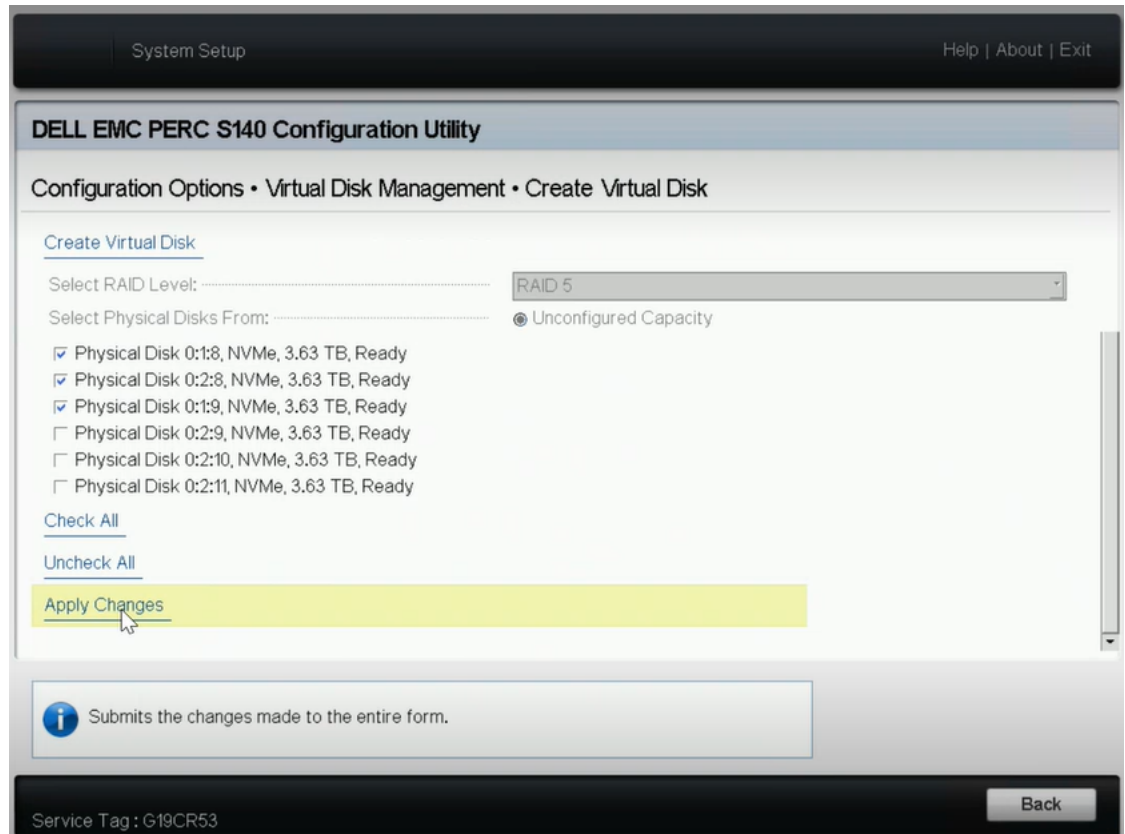 System Setup
Help | About | Exit
DELL EMC PERC S140 Configuration Utility
Configuration Options • Virtual Disk Management • Create Virtual Disk
Create Virtual Disk
Select RAID Level:
RAID 5
Select Physical Disks From:
Unconfigured Capacity
Physical Disk 0:1:8, NVMe, 3.63 TB, Ready
Physical Disk 0:2:8, NVMe, 3.63 TB, Ready
Physical Disk 0:1:9, NVMe, 3.63 TB, Ready
Physical Disk 0:2:9, NVMe, 3.63 TB, Ready
Physical Disk 0:2:10, NVMe, 3.63 TB, Ready
Physical Disk 0:2:11, NVMe, 3.63 TB, Ready
Check All
Uncheck All
Apply Changes
Submits the changes made to the entire form.
Back
Service Tag : G19CR53